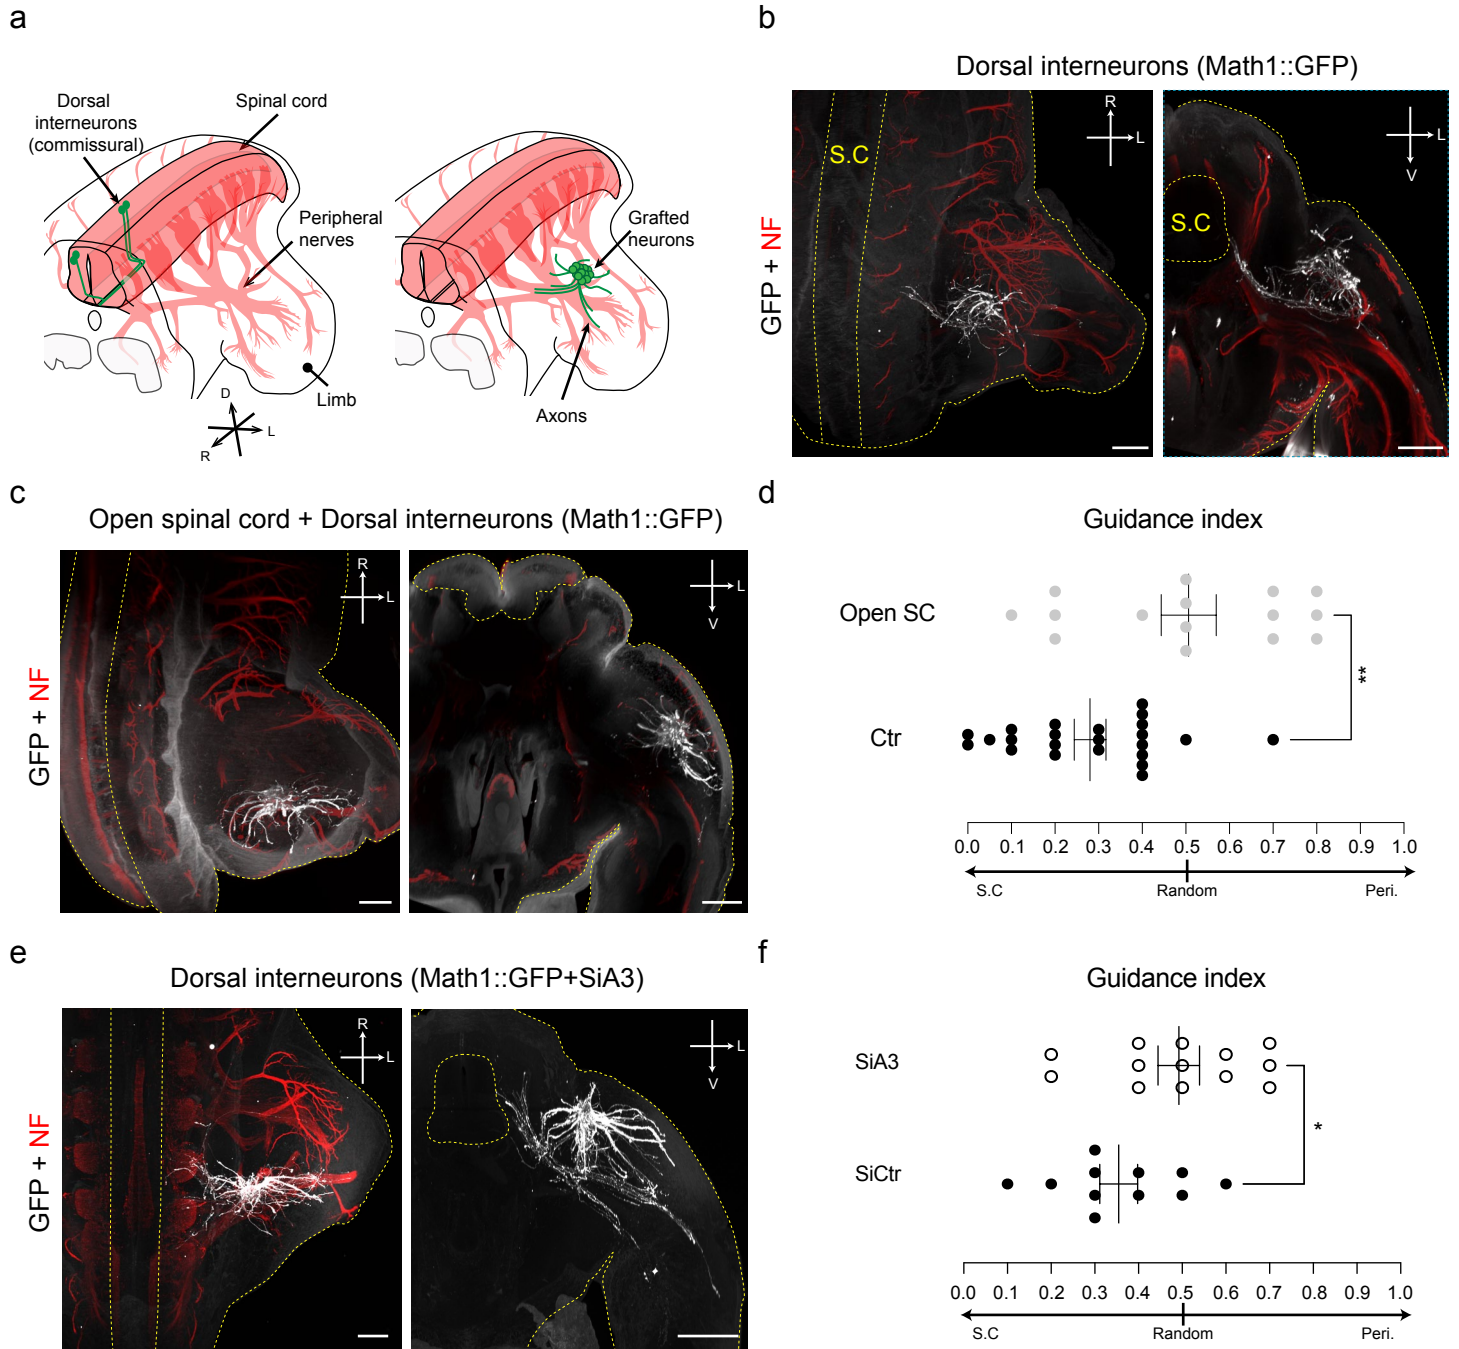 a
Dorsal
interneurons
(commissural)
Spinal cord
Peripheral
nerves
Limb
D
L
R
Grafted
neurons
Axons
b
Dorsal interneurons (Math1::GFP)
GFP + NF
S.C
R
L
S.C
L
V
c
Open spinal cord + Dorsal interneurons (Math1::GFP)
GFP + NF
R
L
L
V
d
Guidance index
Open SC
Ctr
**
0.0 0.1 0.2 0.3 0.4 0.5 0.6 0.7 0.8 0.9 1.0
S.C Random Peri.
e
Dorsal interneurons (Math1::GFP+SiA3)
GFP + NF
R
L
L
V
f
Guidance index
SiA3
SiCtr
*
0.0 0.1 0.2 0.3 0.4 0.5 0.6 0.7 0.8 0.9 1.0
S.C Random Peri.